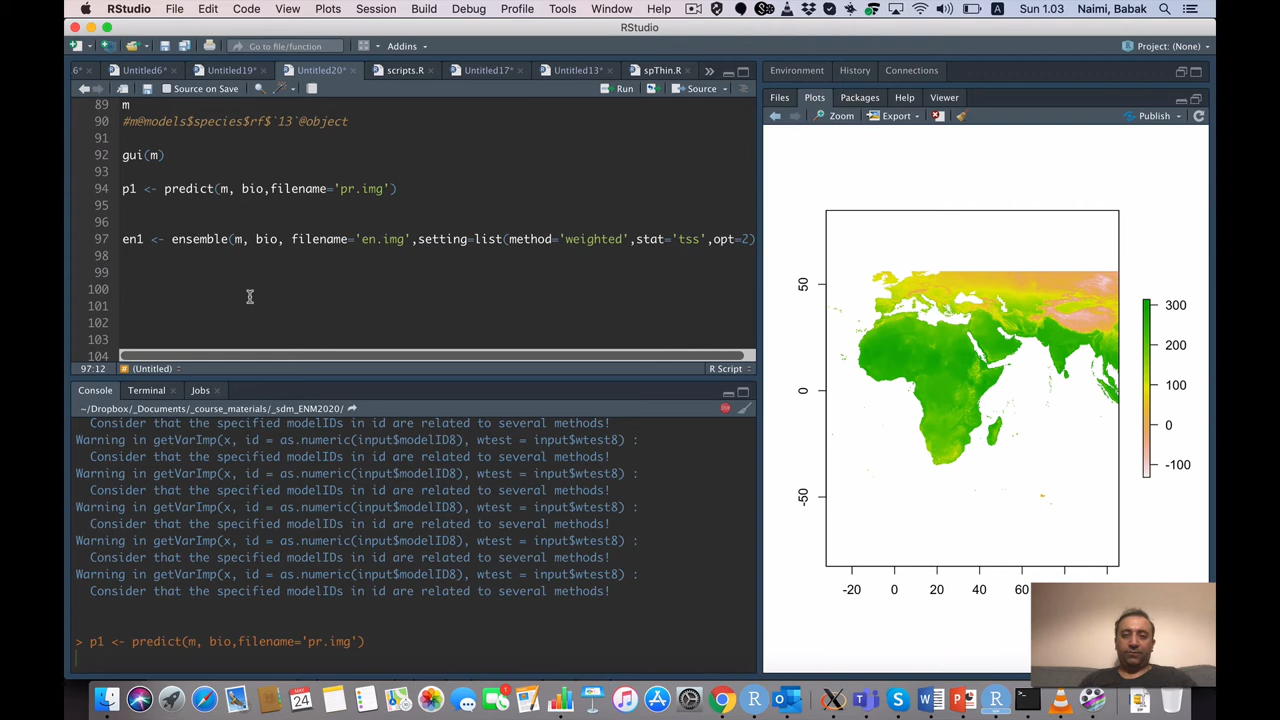 RStudio File Edit Code View Plots Session Build Debug Profile Tools Window Help Sun 1.03 Naimi, Babak
RStudio
Go to file/function Addins Project: (None)
6* Untitled6* Untitled19* Untitled20* scripts.R Untitled17* Untitled13* spThin.R
Source on Save Run Source
89 m
90 #m@models$species$rf$`13`@object
91
92 gui(m)
93
94 p1 <- predict(m, bio,filename='pr.img')
95
96
97 en1 <- ensemble(m, bio, filename='en.img',setting=list(method='weighted',stat='tss',opt=2)
98
99
100
101
102
103
104
97:12 # (Untitled) R Script
Console Terminal Jobs
~/Dropbox/_Documents/_course_materials/_sdm_ENM2020/
Consider that the specified modelIDs in id are related to several methods!
Warning in getVarImp(x, id = as.numeric(input$modelID8), wtest = input$wtest8) :
Consider that the specified modelIDs in id are related to several methods!
Warning in getVarImp(x, id = as.numeric(input$modelID8), wtest = input$wtest8) :
Consider that the specified modelIDs in id are related to several methods!
Warning in getVarImp(x, id = as.numeric(input$modelID8), wtest = input$wtest8) :
Consider that the specified modelIDs in id are related to several methods!
Warning in getVarImp(x, id = as.numeric(input$modelID8), wtest = input$wtest8) :
Consider that the specified modelIDs in id are related to several methods!
Warning in getVarImp(x, id = as.numeric(input$modelID8), wtest = input$wtest8) :
Consider that the specified modelIDs in id are related to several methods!
> p1 <- predict(m, bio,filename='pr.img')
Environment History Connections
Files Plots Packages Help Viewer
Zoom Export Publish
50
0
-50
-20 0 20 40 60
300
200
100
0
-100